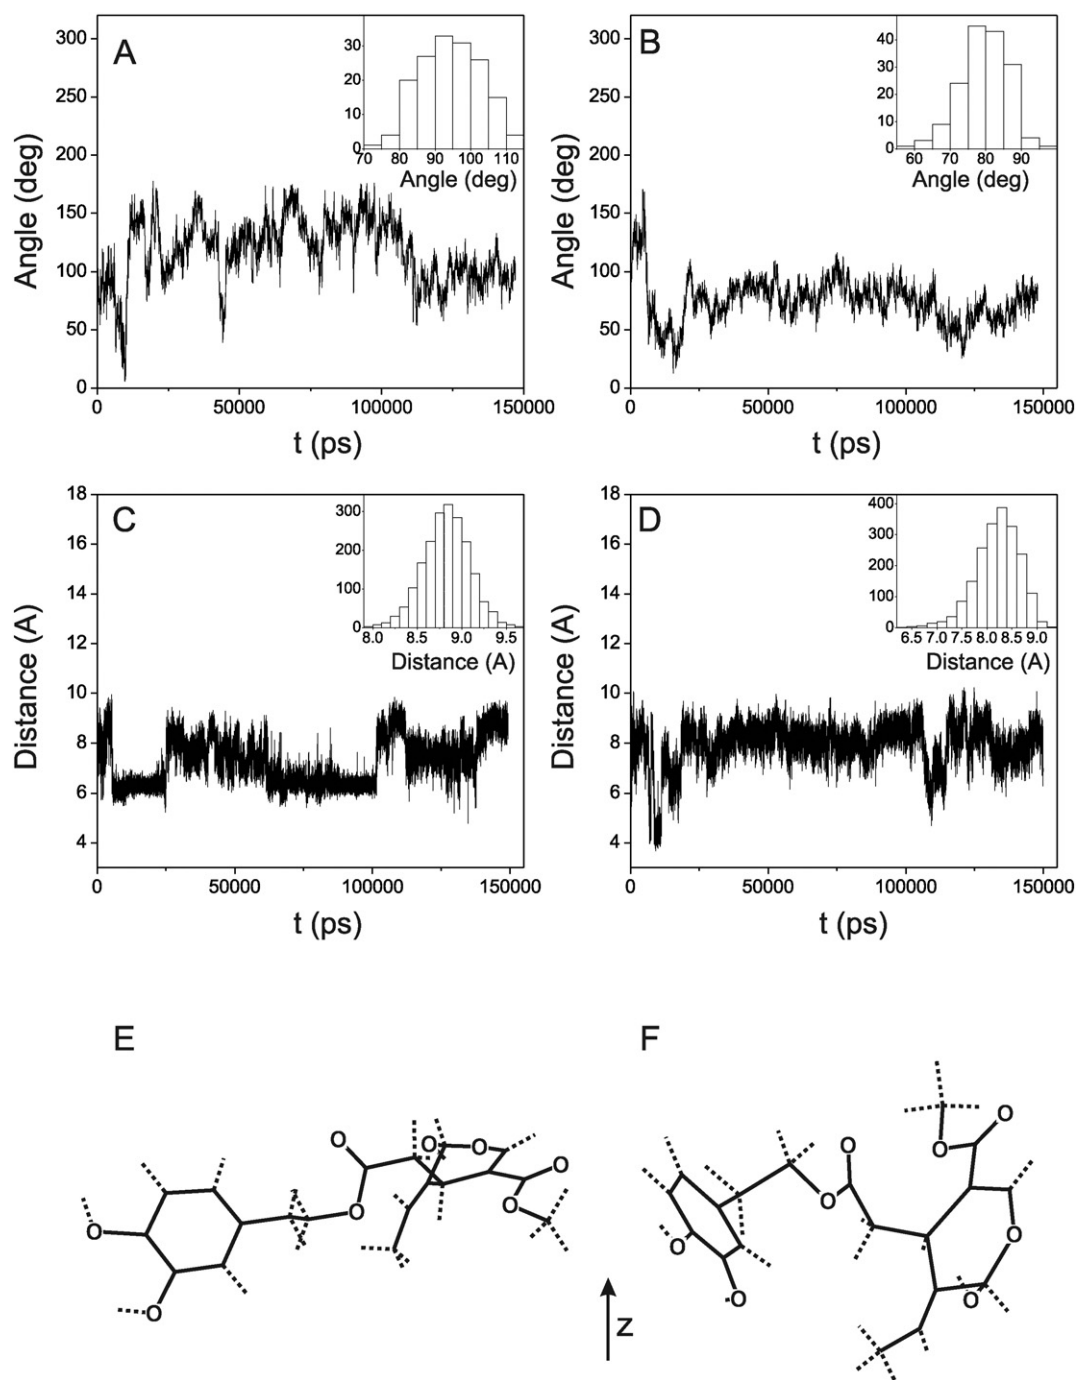 A
300
250
200
150
100
50
0
Angle (deg)
0 50000 100000 150000
t (ps)
30
20
10
0
70 80 90 100 110
Angle (deg)
B
300
250
200
150
100
50
0
Angle (deg)
0 50000 100000 150000
t (ps)
40
30
20
10
0
60 70 80 90
Angle (deg)
C
18
16
14
12
10
8
6
4
Distance (A)
0 50000 100000 150000
t (ps)
300
200
100
0
8.0 8.5 9.0 9.5
Distance (A)
D
18
16
14
12
10
8
6
4
Distance (A)
0 50000 100000 150000
t (ps)
400
300
200
100
0
6.5 7.0 7.5 8.0 8.5 9.0
Distance (A)
E
O
O O
O
O
O
O
O
F
O
O
O
O
O
O
O
O
z